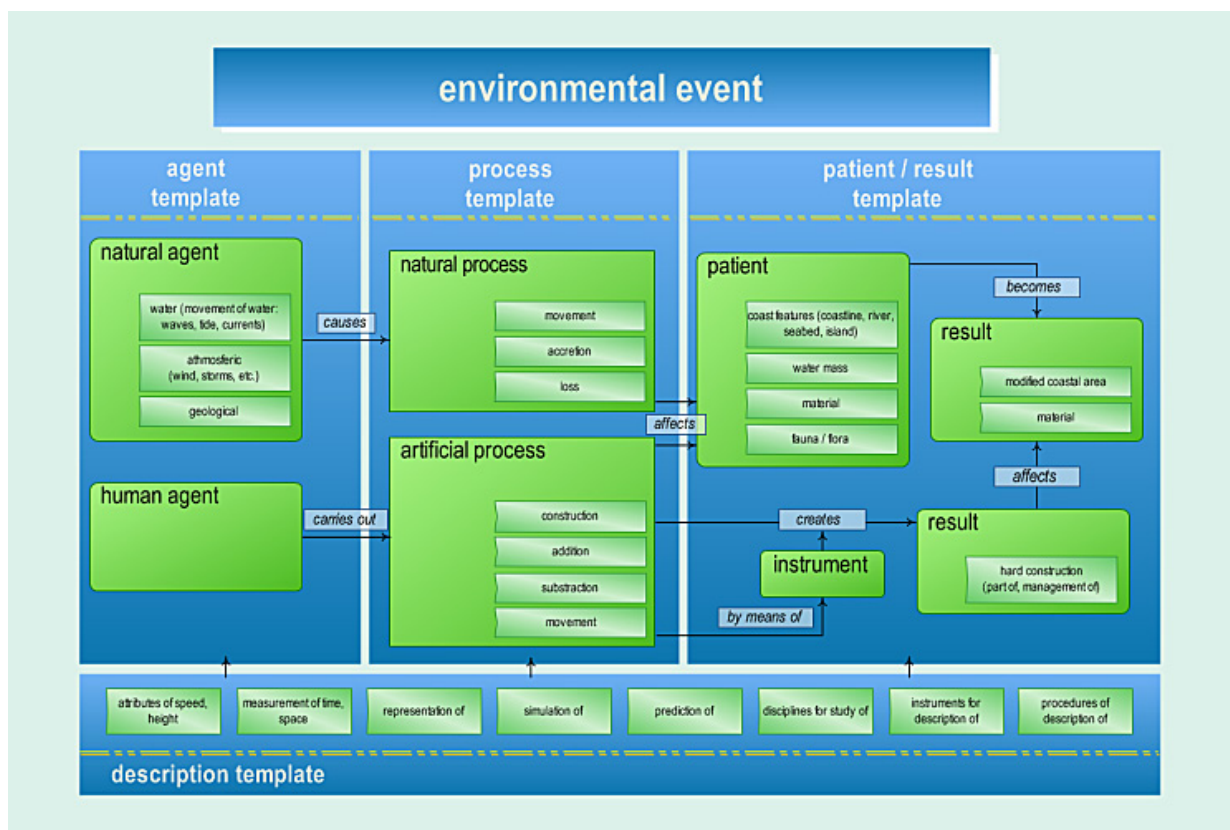 environmental event
agent
template
natural agent
water (movement of water:
waves, tide, currents)
athmosferic
(wind, storms, etc.)
geological
human agent
causes
carries out
process
template
natural process
movement
accretion
loss
artificial process
construction
addition
substraction
movement
affects
patient / result
template
patient
coast features (coastine, river,
seabed, island)
water mass
material
fauna / flora
becomes
result
modified coastal area
material
affects
creates
result
hard construction
(part of, management of)
instrument
by means of
attributes of speed,
height
measurement of time,
space
representation of
simulation of
prediction of
disciplines for study of
instruments for
description of
procedures of
description of
description template